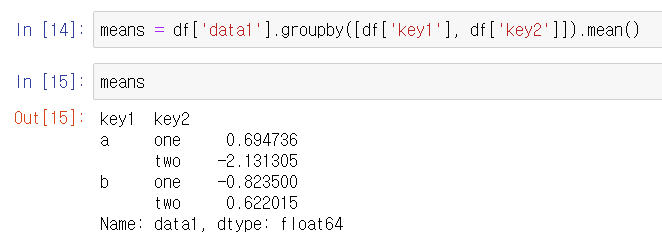 In [14]: means = df['data1'].groupby([df['key1'], df['key2']]).mean()
In [15]: means
Out[15]: key1  key2
a     one     0.694736
      two    -2.131305
b     one    -0.823500
      two     0.622015
Name: data1, dtype: float64